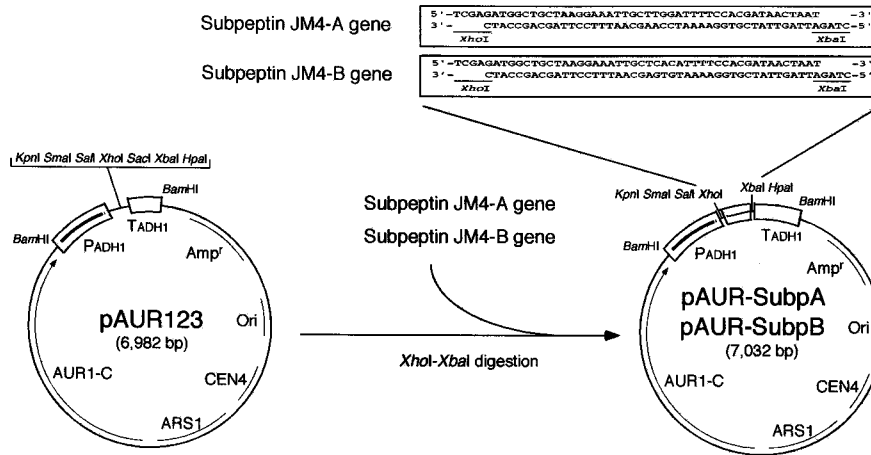 Subpeptin JM4-A gene
5'-TCGAGATGGCTGCTAAGGAAATTGCTTGGATTTTCCACGATAACTAAT -3'
3'- CTACCGACGATTCCTTTAACGAACCTAAAAGGTGCTATTGATTAGATC-5'
XhoI XbaI
Subpeptin JM4-B gene
5'-TCGAGATGGCTGCTAAGGAAATTGCTCACATTTTCCACGATAACTAAT -3'
3'- CTACCGACGATTCCTTTAACGAGTGTAAAAGGTGCTATTGATTAGATC-5'
XhoI XbaI
KpnI SmaI SalI XhoI SacI XbaI HpaI
BamHI
BamHI
PADH1
TADH1
Ampr
Ori
CEN4
ARS1
AUR1-C
pAUR123
(6,982 bp)
Subpeptin JM4-A gene
Subpeptin JM4-B gene
XhoI-XbaI digestion
KpnI SmaI SalI XhoI
XbaI HpaI
BamHI
BamHI
PADH1
TADH1
Ampr
pAUR-SubpA
pAUR-SubpB
(7,032 bp)
Ori
AUR1-C
CEN4
ARS1